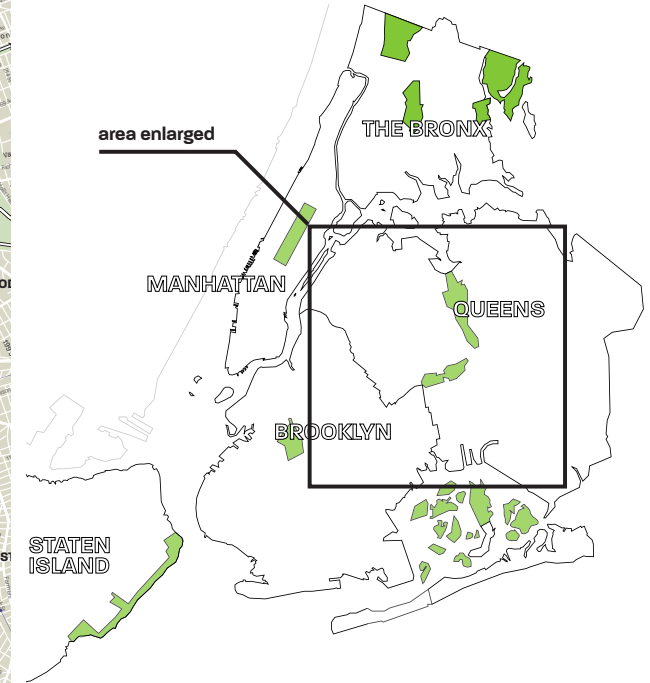 area enlarged
THE BRONX
MANHATTAN
QUEENS
BROOKLYN
STATEN
ISLAND